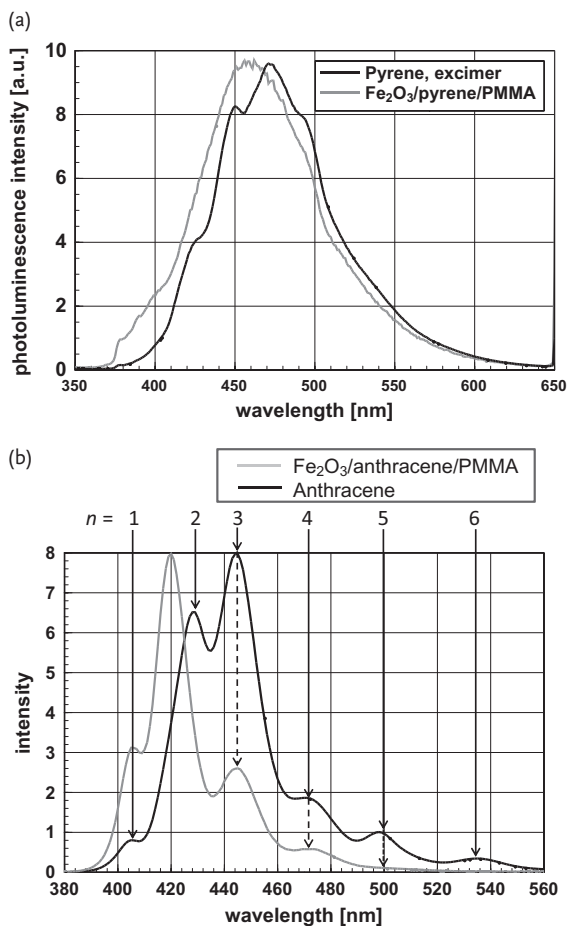 (a)
10
8
6
4
2
0
photoluminescence intensity [a.u.]
Pyrene, excimer
Fe₂O₃/pyrene/PMMA
350 400 450 500 550 600 650
wavelength [nm]
(b)
Fe₂O₃/anthracene/PMMA
Anthracene
n = 1 2 3 4 5 6
8
7
6
5
4
3
2
1
0
intensity
380 400 420 440 460 480 500 520 540 560
wavelength [nm]